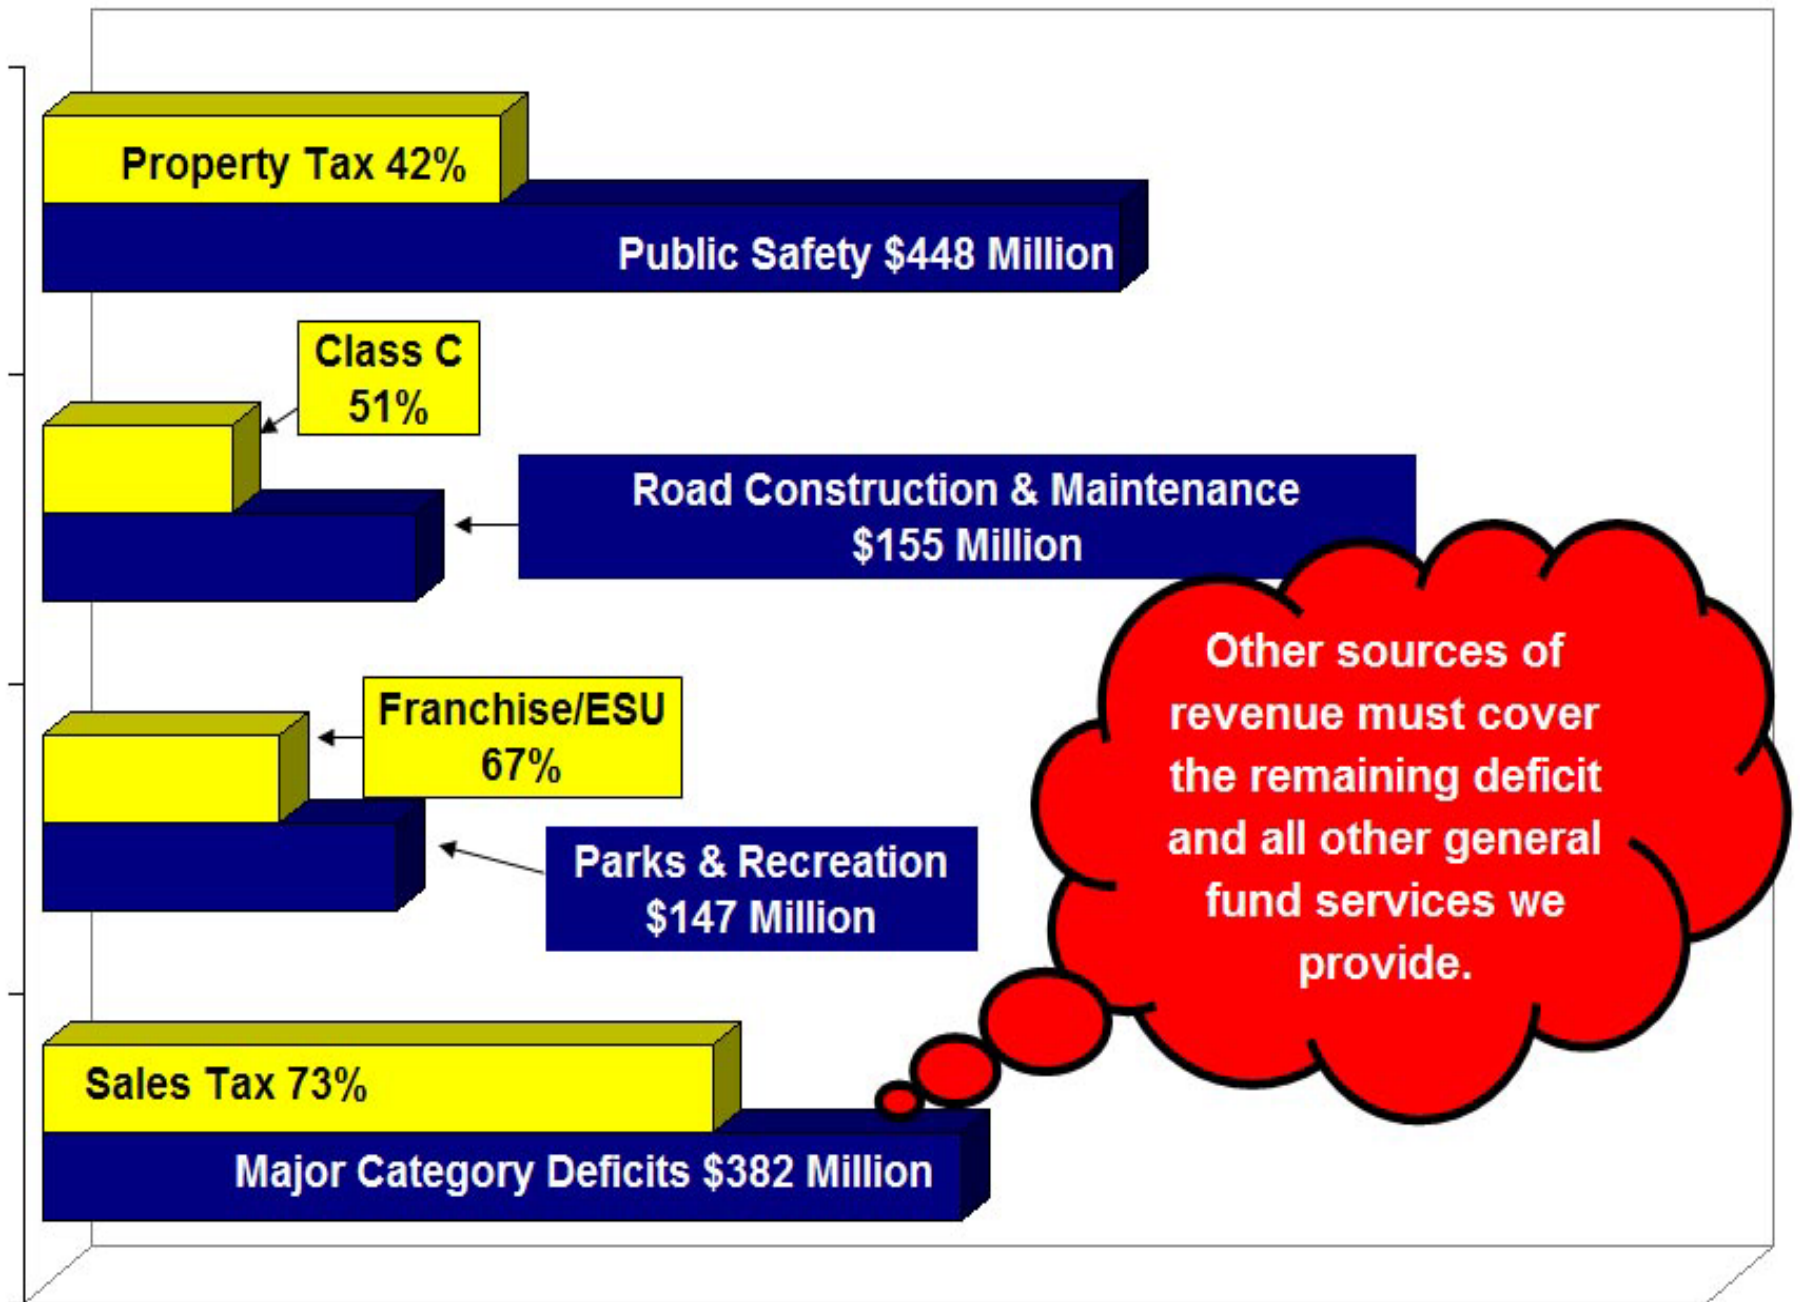 Property Tax 42%
Public Safety $448 Million
Class C
51%
Road Construction & Maintenance
$155 Million
Franchise/ESU
67%
Parks & Recreation
$147 Million
Other sources of
revenue must cover
the remaining deficit
and all other general
fund services we
provide.
Sales Tax 73%
Major Category Deficits $382 Million